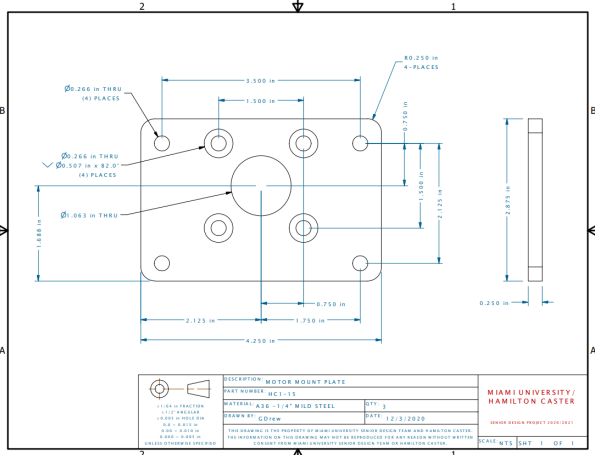 2
1
R0.250 in
4-PLACES
3.500 in
Ø0.266 in THRU
(4) PLACES
1.500 in
B
B
0.750 in
Ø0.266 in THRU
Ø0.507 in x 82.0°
(4) PLACES
1.500 in
2.125 in
2.875 in
Ø1.063 in THRU
1.688 in
0.750 in
0.250 in
2.125 in
1.750 in
4.250 in
A
A
DESCRIPTION: MOTOR MOUNT PLATE
PART NUMBER: HC1-15
MATERIAL: A36 -1/4" MILD STEEL
QTY: 3
DRAWN BY: GDrew
DATE: 12/3/2020
±1/64 in FRACTION
±1/2° ANGULAR
±0.005 in HOLE DIA
0.0 = 0.015 in
0.00 = 0.010 in
0.000 = 0.005 in
UNLESS OTHERWISE SPECIFIED
THIS DRAWING IS THE PROPERTY OF MIAMI UNIVERSITY SENIOR DESIGN TEAM AND HAMILTON CASTER.
THE INFORMATION ON THIS DRAWING MAY NOT BE REPRODUCED FOR ANY REASON WITHOUT WRITTEN
CONSENT FROM MIAMI UNIVERSITY SENIOR DESIGN TEAM OR HAMILTON CASTER.
MIAMI UNIVERSITY/
HAMILTON CASTER
SENIOR DESIGN PROJECT 2020/2021
SCALE: NTS
SHT 1 OF 1
2
1